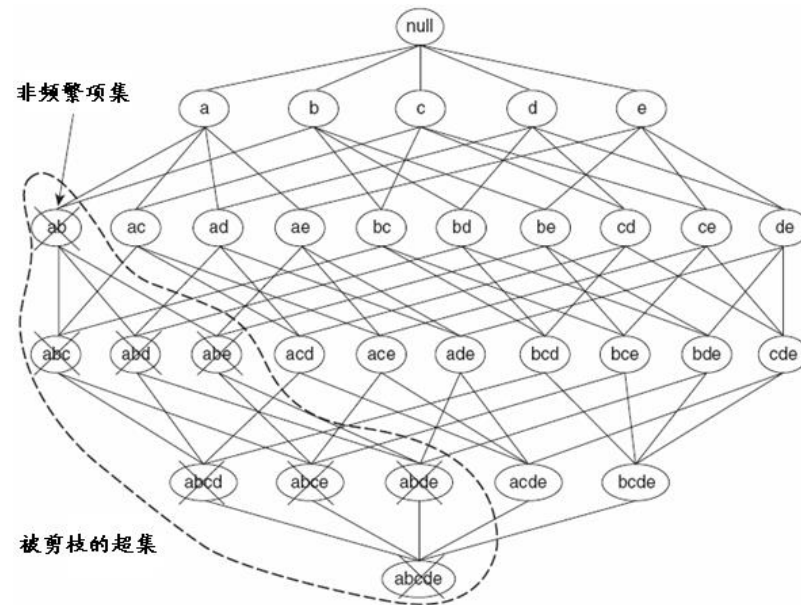 null
非频繁项集
a b c d e
ab ac ad ae bc bd be cd ce de
abc abd abe acd ace ade bcd bce bde cde
abcd abce abde acde bcde
被剪枝的超集
abcde